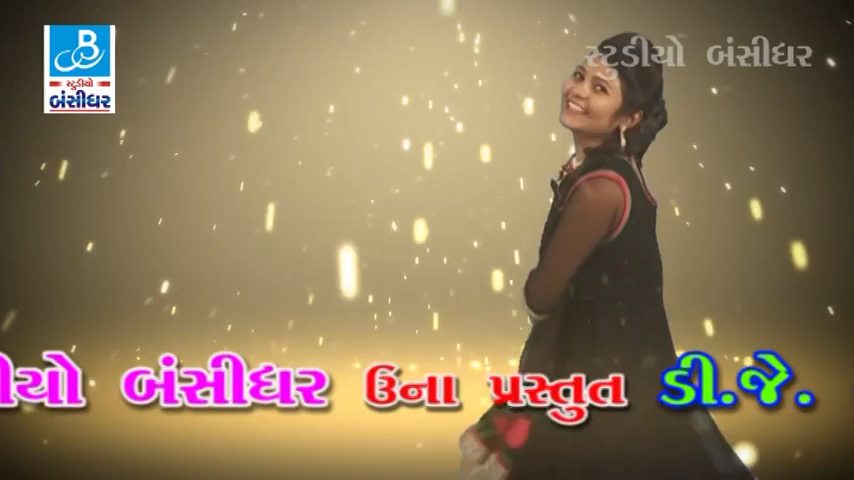 B
સ્ટુડીયો
બંસીધર
સ્ટુડીયો બંસીધર
ીયો બંસીધર ઉના પ્રસ્તુત ડી.જે.